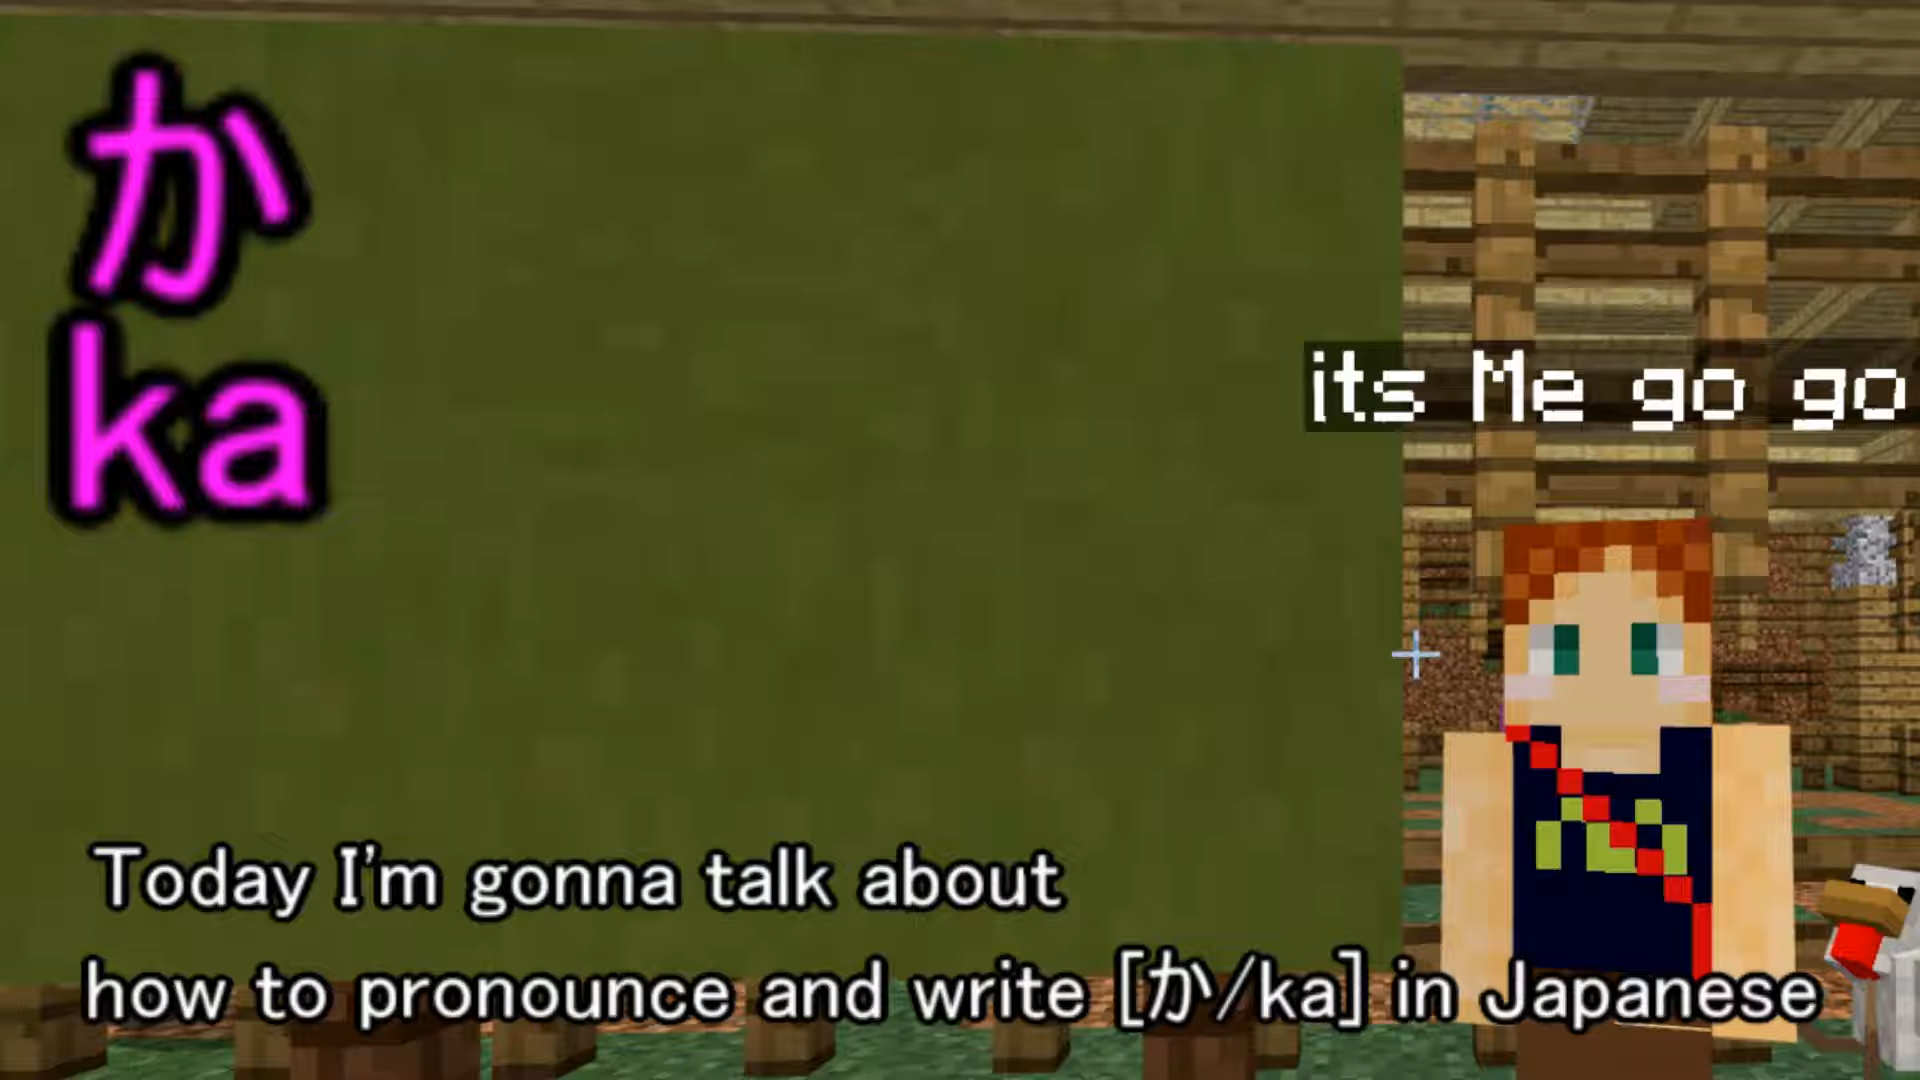 か
ka
its Me go go
Today I'm gonna talk about
how to pronounce and write [か/ka] in Japanese